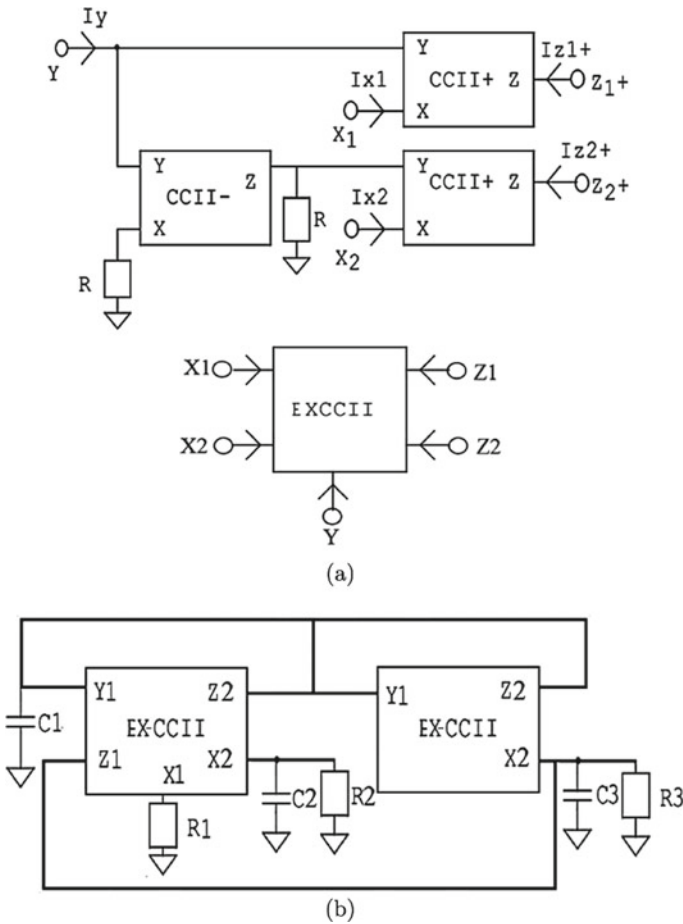 Iy
Y
Y
CCII+ Z
X
Iz1+
Z1+
Ix1
X1
Y
Z
CCII-
X
R
R
Y
CCII+ Z
X
Iz2+
Z2+
Ix2
X2
X1
Z1
EXCCII
X2
Z2
Y
(a)
Y1
Z2
EX-CCII
Z1
X2
X1
C1
R1
C2
R2
Y1
Z2
EX-CCII
X2
C3
R3
(b)